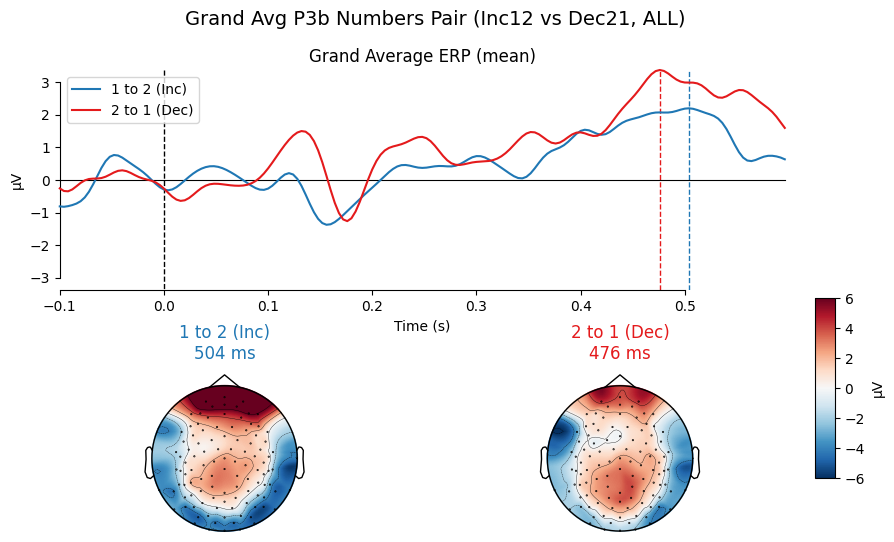 Grand Avg P3b Numbers Pair (Inc12 vs Dec21, ALL)
Grand Average ERP (mean)
1 to 2 (Inc)
2 to 1 (Dec)
µV
3
2
1
0
−1
−2
−3
−0.1 0.0 0.1 0.2 0.3 0.4 0.5
Time (s)
1 to 2 (Inc)
504 ms
2 to 1 (Dec)
476 ms
6
4
2
0
−2
−4
−6
µV